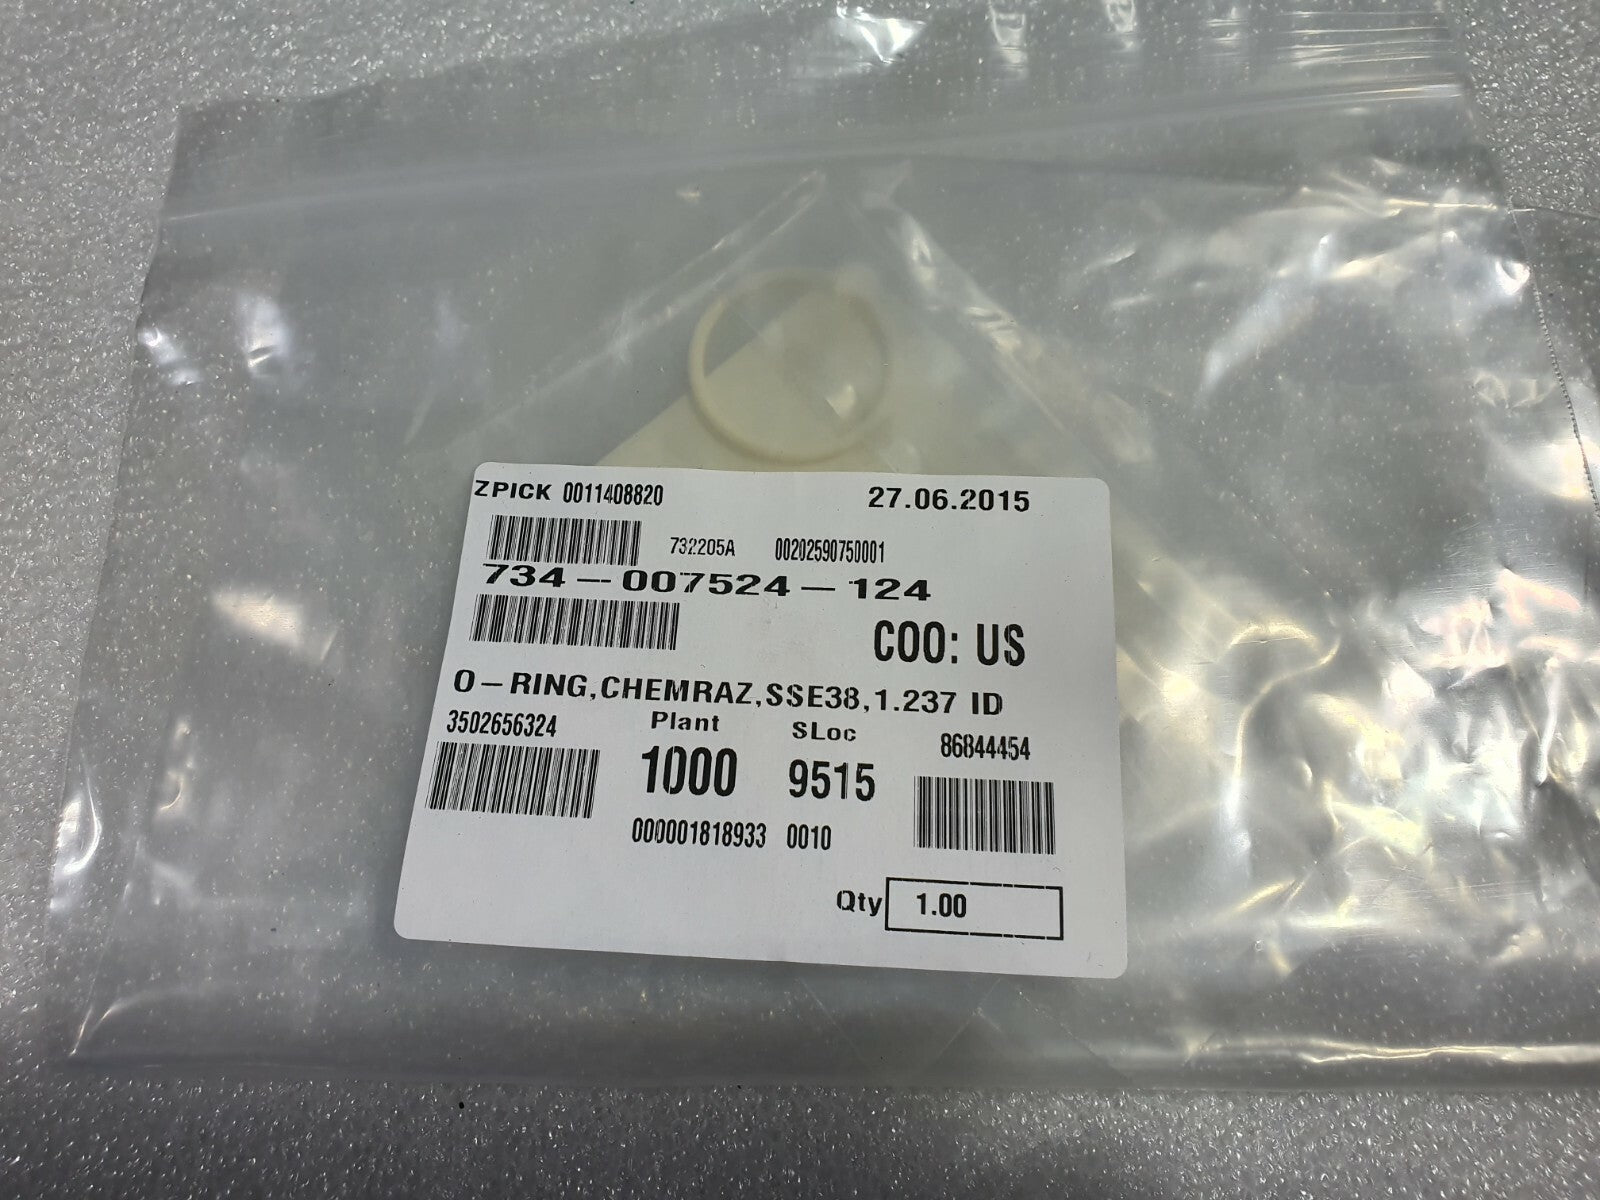 ZPICK 0011408820 27.06.2015
732205A 00202590750001
734-007524-124
COO: US
O-RING,CHEMRAZ,SSE38,1.237 ID
3502656324 Plant SLoc 86844454
1000 9515
000001818933 0010
Qty 1.00